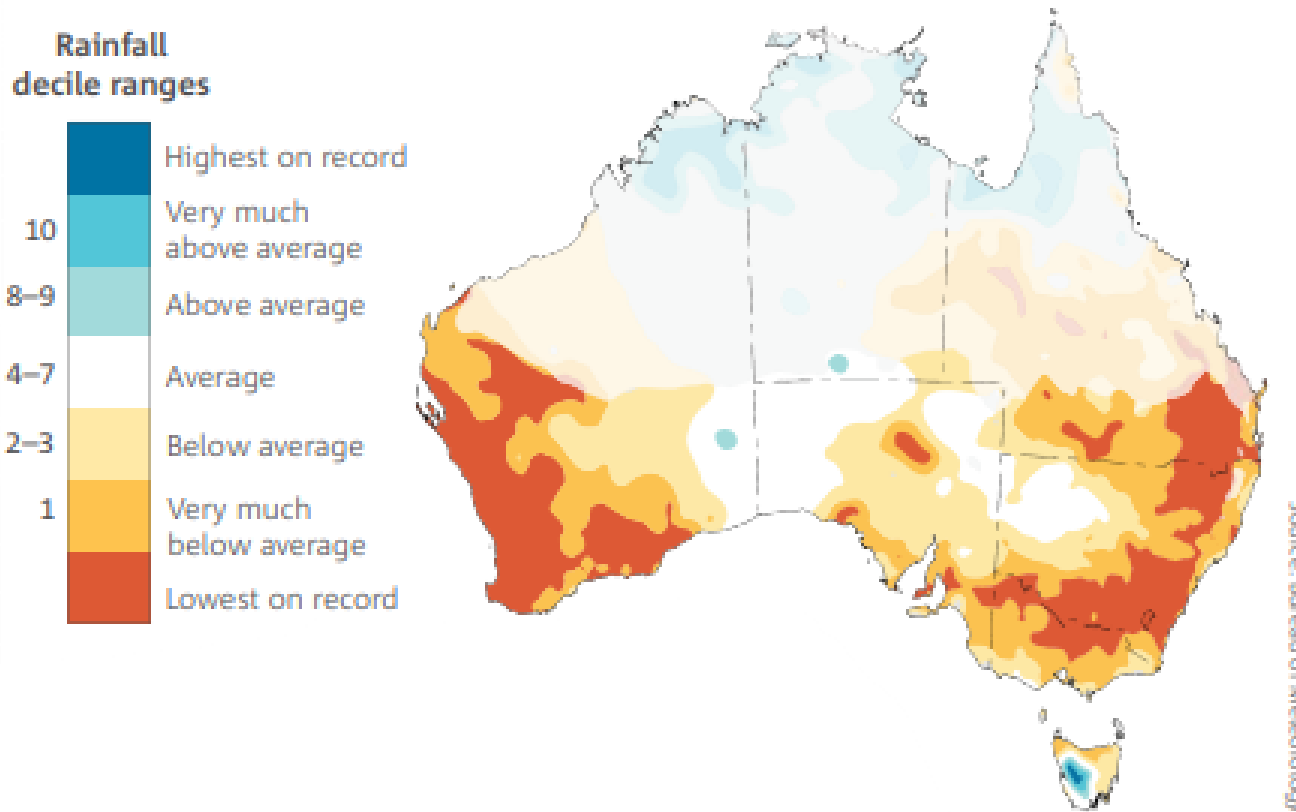 Rainfall
decile ranges
Highest on record
10
Very much
above average
8–9
Above average
4–7
Average
2–3
Below average
1
Very much
below average
Lowest on record